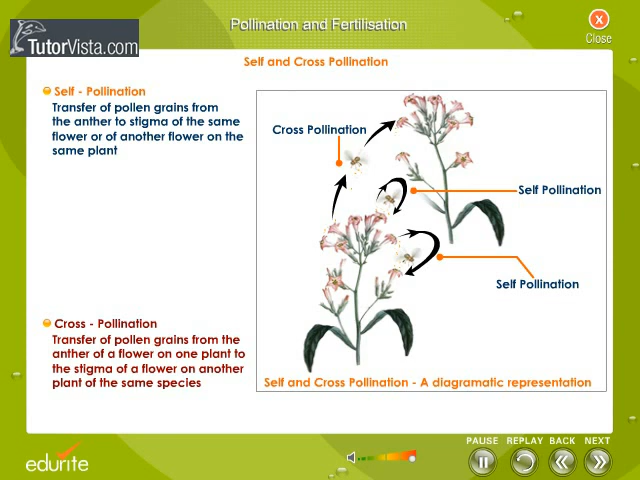 Pollination and Fertilisation
X
Close
TutorVista.com
Self and Cross Pollination
Self - Pollination
Transfer of pollen grains from
the anther to stigma of the same
flower or of another flower on the
same plant
Cross Pollination
Self Pollination
Self Pollination
Cross - Pollination
Transfer of pollen grains from the
anther of a flower on one plant to
the stigma of a flower on another
plant of the same species
Self and Cross Pollination - A diagramatic representation
edurite
PAUSE REPLAY BACK NEXT